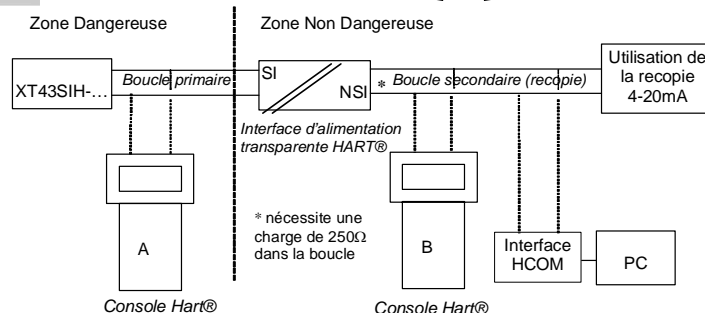 Zone Dangereuse
Zone Non Dangereuse
XT43SIH-...
Boucle primaire
SI
NSI
* Boucle secondaire (recopie)
Utilisation de
la recopie
4-20mA
Interface d'alimentation
transparente HART®
* nécessite une
charge de 250Ω
dans la boucle
A
B
Interface
HCOM
PC
Console Hart®
Console Hart®